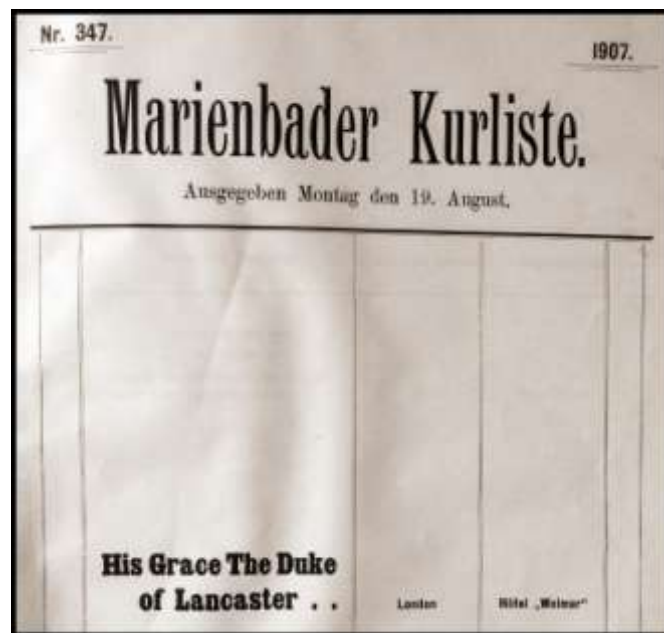 Nr. 347.
1907.
Marienbader Kurliste.
Ausgegeben Montag den 19. August.
His Grace The Duke
of Lancaster . . London Hôtel „Weimar“